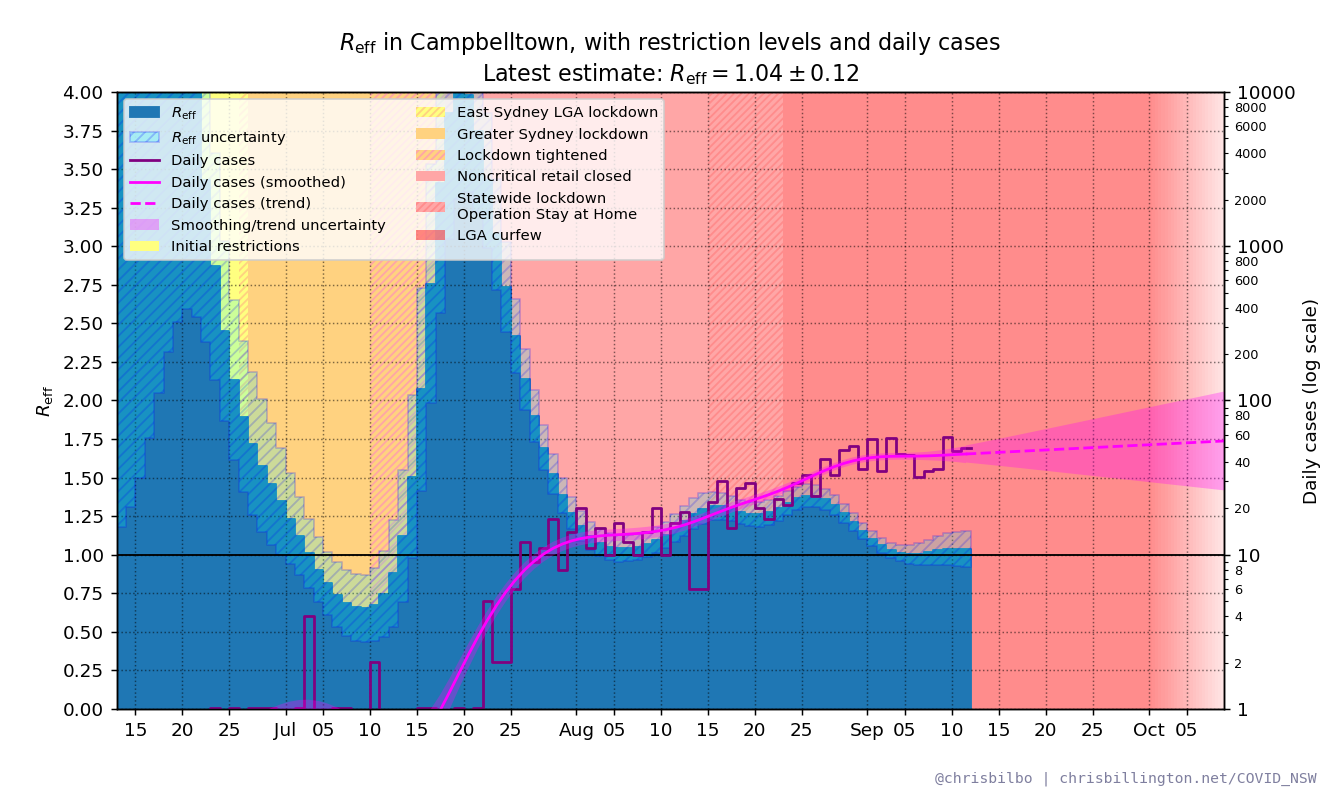 Reff in Campbelltown, with restriction levels and daily cases
Latest estimate: Reff = 1.04 ± 0.12
Reff
Reff uncertainty
Daily cases
Daily cases (smoothed)
Daily cases (trend)
Smoothing/trend uncertainty
Initial restrictions
East Sydney LGA lockdown
Greater Sydney lockdown
Lockdown tightened
Noncritical retail closed
Statewide lockdown
Operation Stay at Home
LGA curfew
Reff
4.00
3.75
3.50
3.25
3.00
2.75
2.50
2.25
2.00
1.75
1.50
1.25
1.00
0.75
0.50
0.25
0.00
10000
8000
6000
4000
2000
1000
800
600
400
200
100
80
60
40
20
10
8
6
4
2
1
Daily cases (log scale)
15 20 25 Jul 05 10 15 20 25 Aug 05 10 15 20 25 Sep 05 10 15 20 25 Oct 05
@chrisbilbo | chrisbillington.net/COVID_NSW